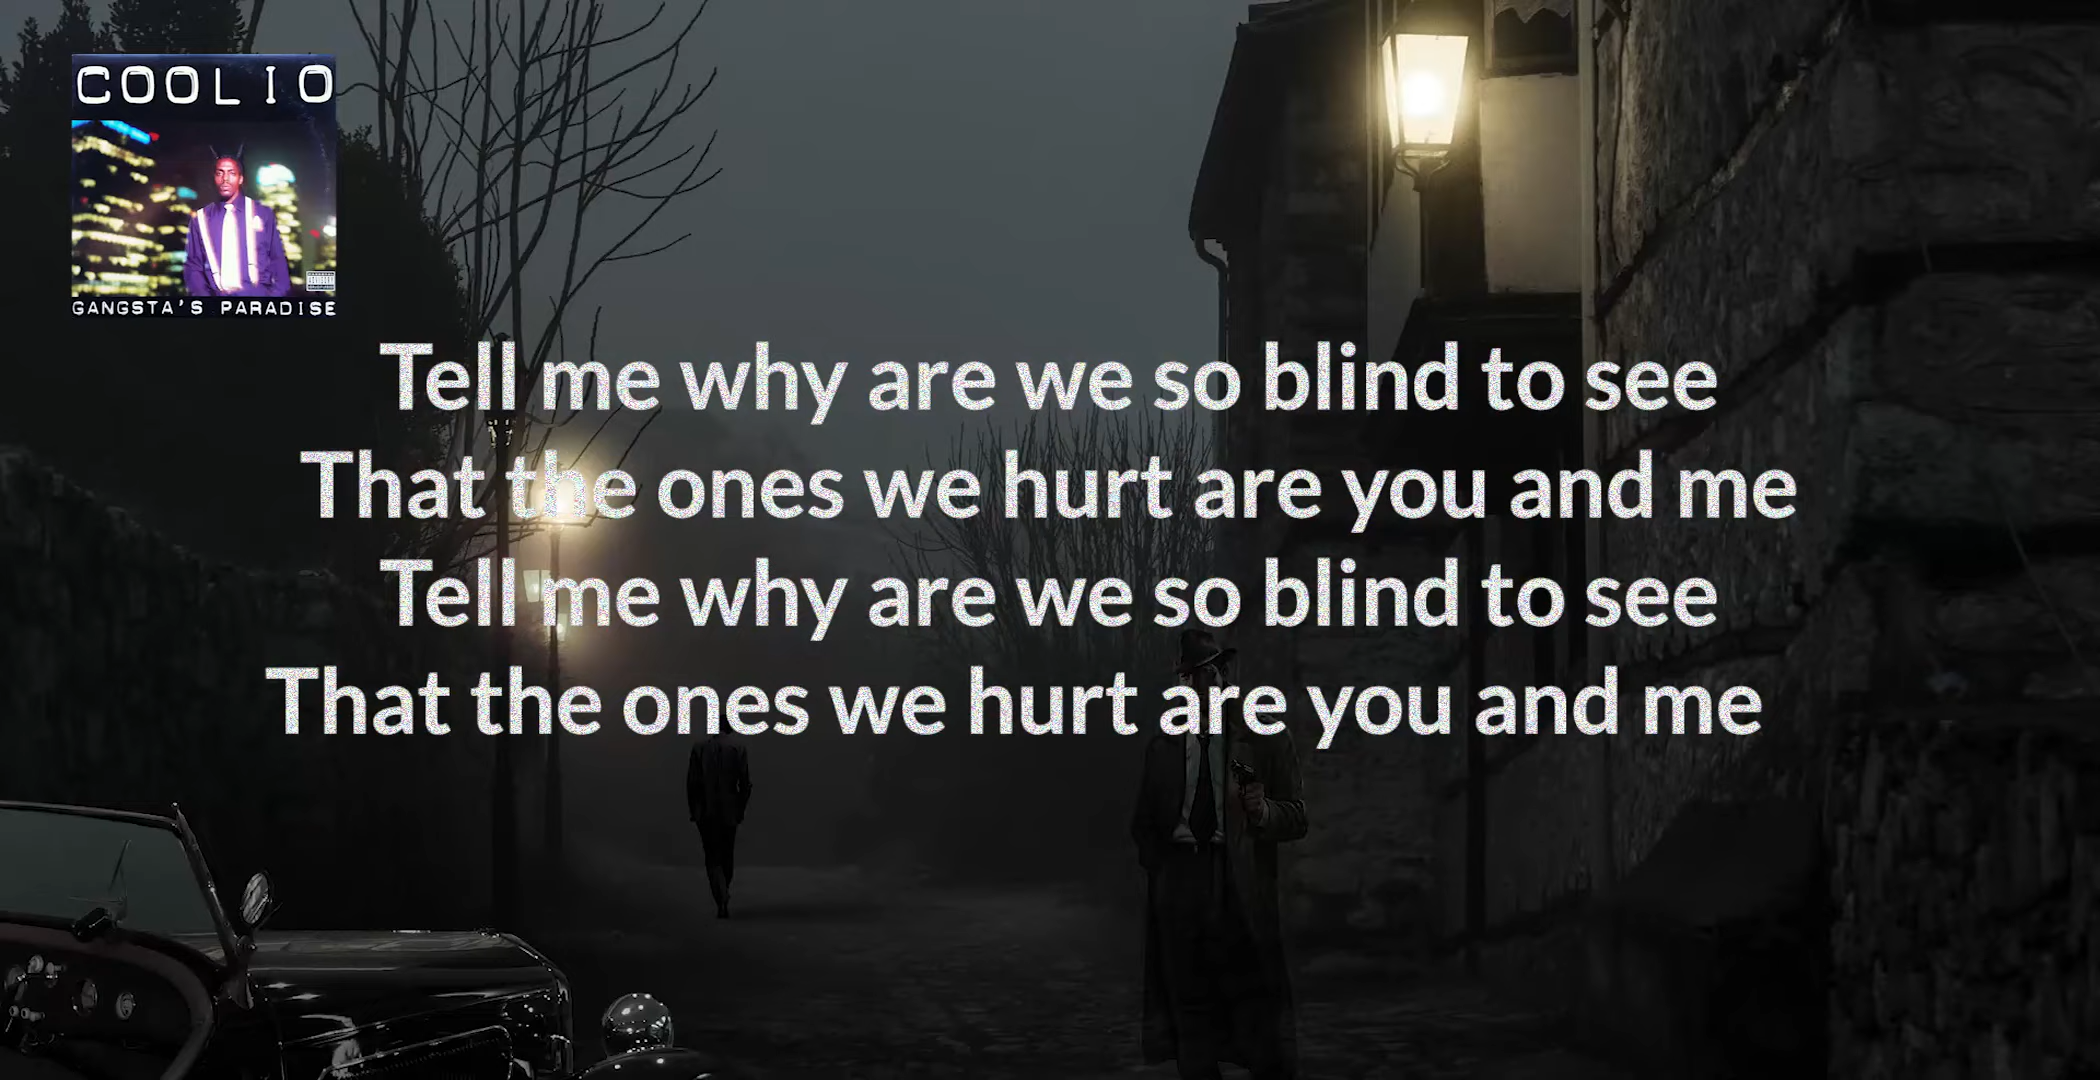 COOLIO
GANGSTA'S PARADISE
Tell me why are we so blind to see
That the ones we hurt are you and me
Tell me why are we so blind to see
That the ones we hurt are you and me